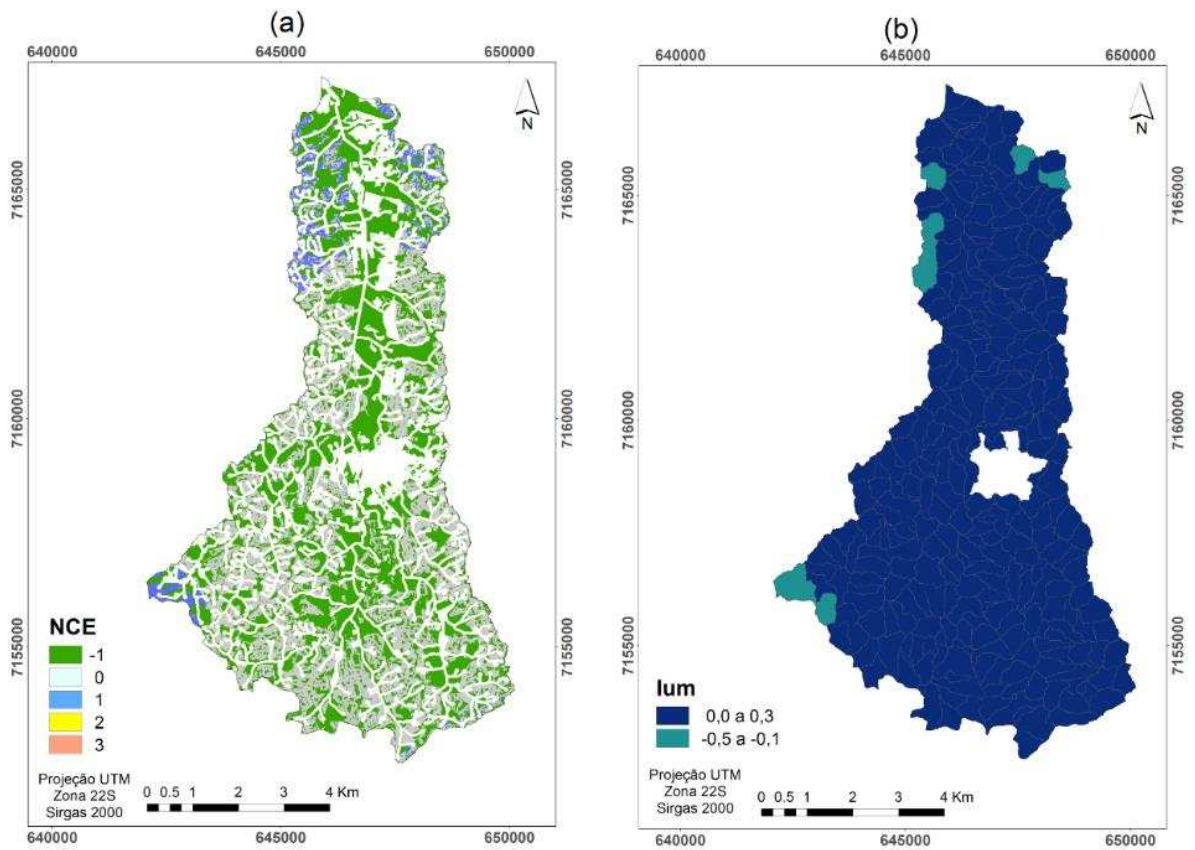 (a)
640000 645000 650000
N
7165000 7165000
7160000 7160000
7155000 7155000
NCE
-1
0
1
2
3
Projeção UTM
Zona 22S
Sirgas 2000
0 0.5 1 2 3 4 Km
640000 645000 650000
(b)
640000 645000 650000
N
7165000 7165000
7160000 7160000
7155000 7155000
Ium
0,0 a 0,3
-0,5 a -0,1
Projeção UTM
Zona 22S
Sirgas 2000
0 0.5 1 2 3 4 Km
640000 645000 650000